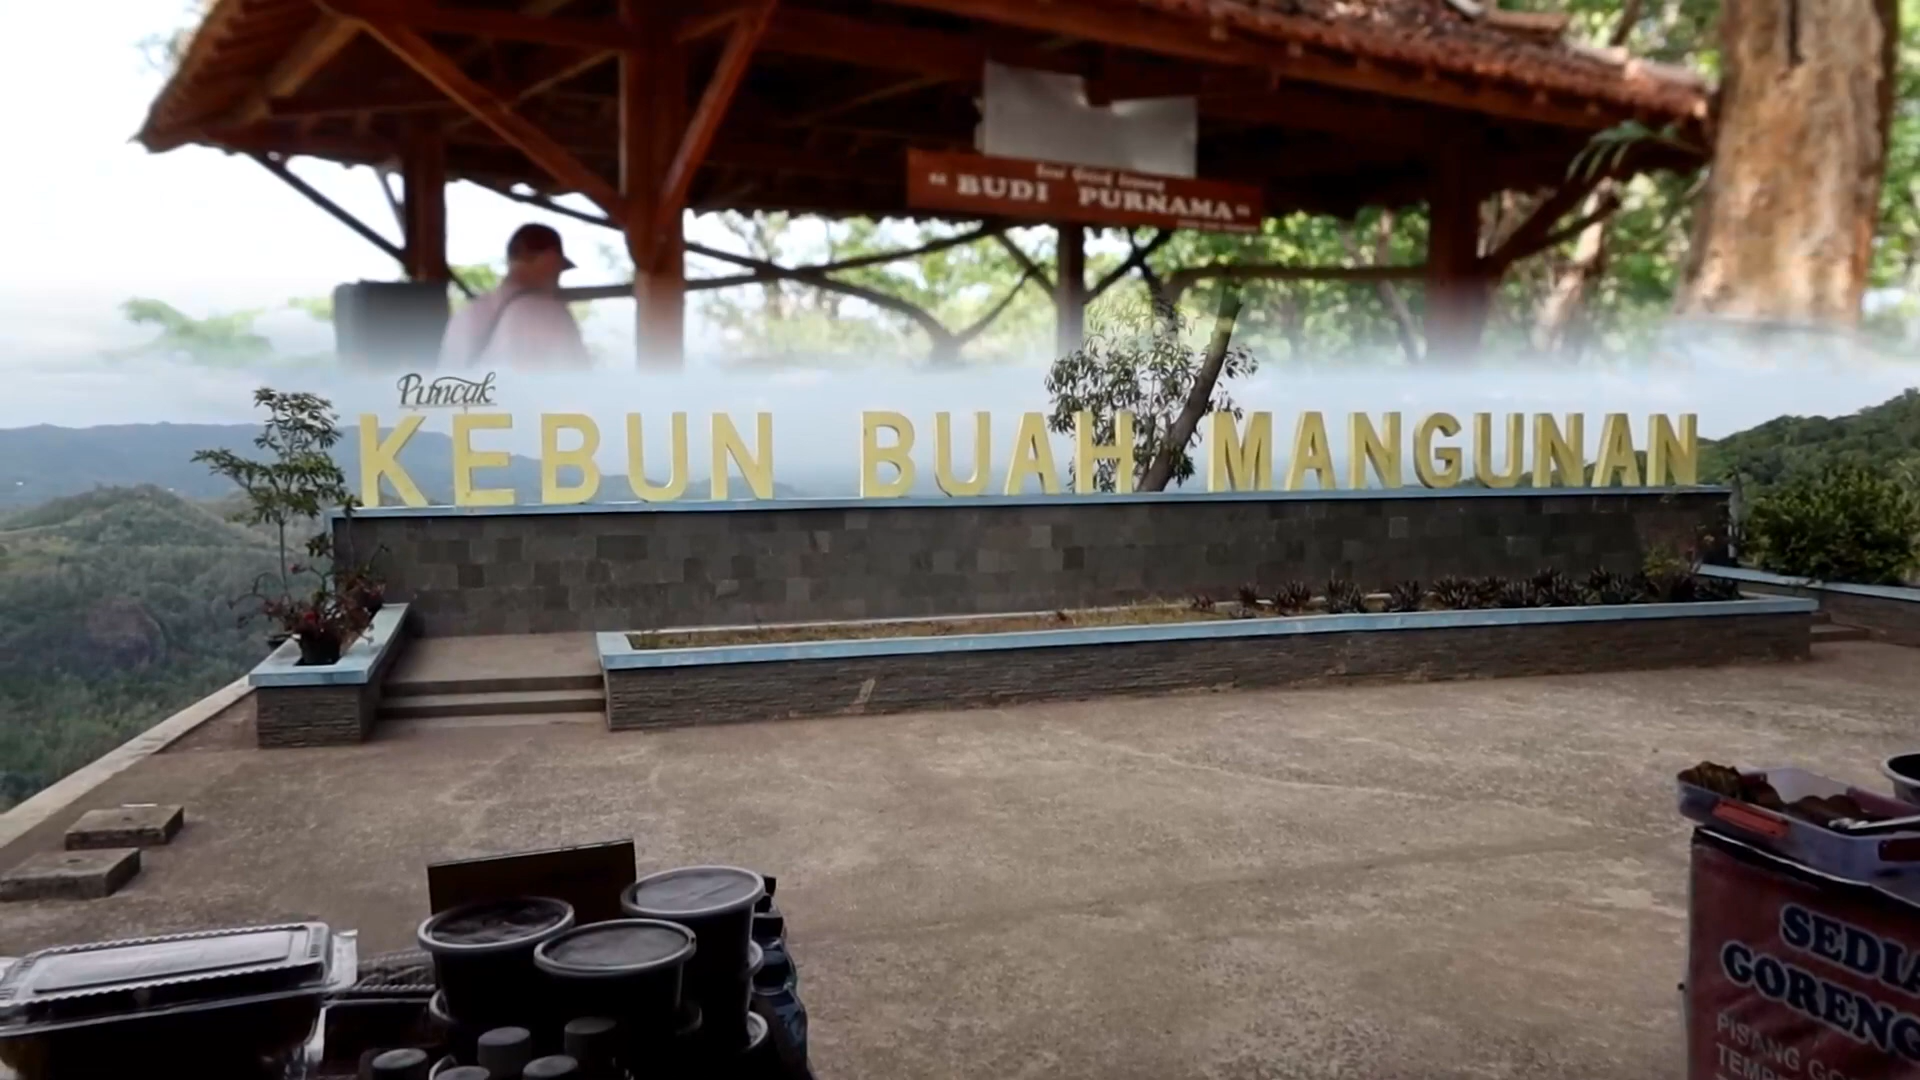 “BUDI PURNAMA“
Puncak
KEBUN BUAH MANGUNAN
SEDIA
GORENG
PISANG GO
TEMP